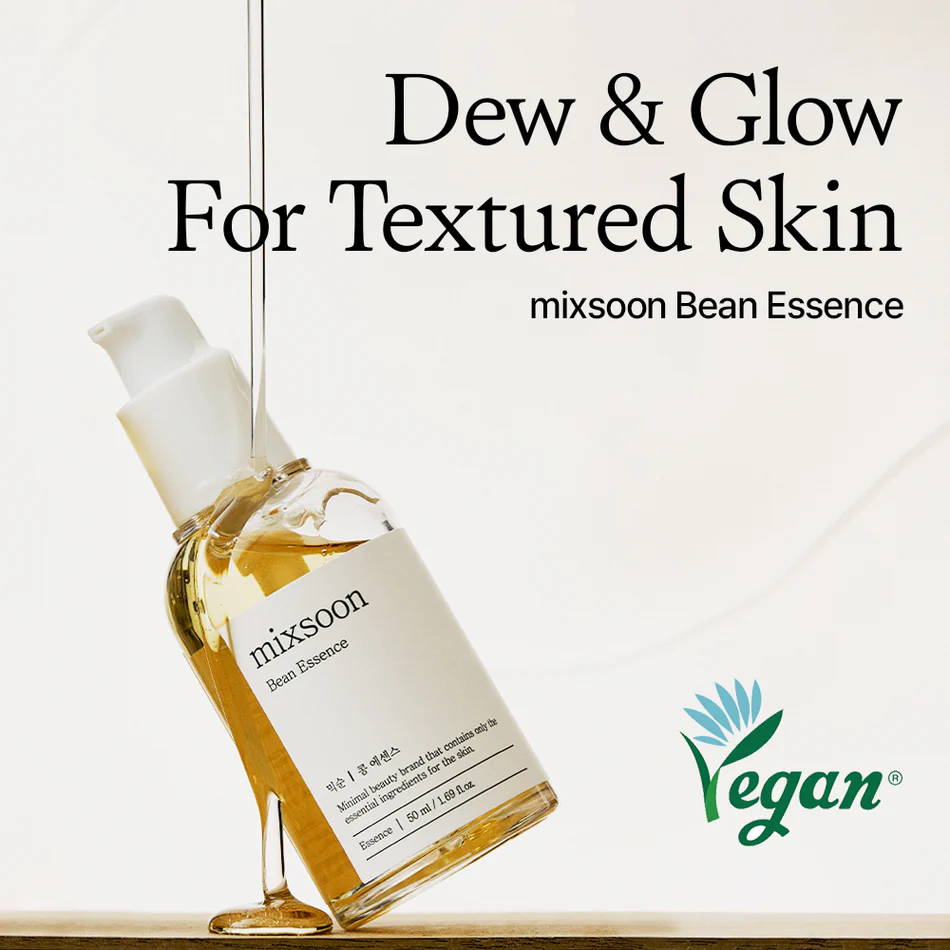 Dew & Glow
For Textured Skin
mixsoon Bean Essence
mixsoon
Bean Essence
믹순 | 콩 에센스
Minimal beauty brand that contains only the
essential ingredients for the skin.
Essence | 50 ml / 1.69 fl.oz.
Vegan®